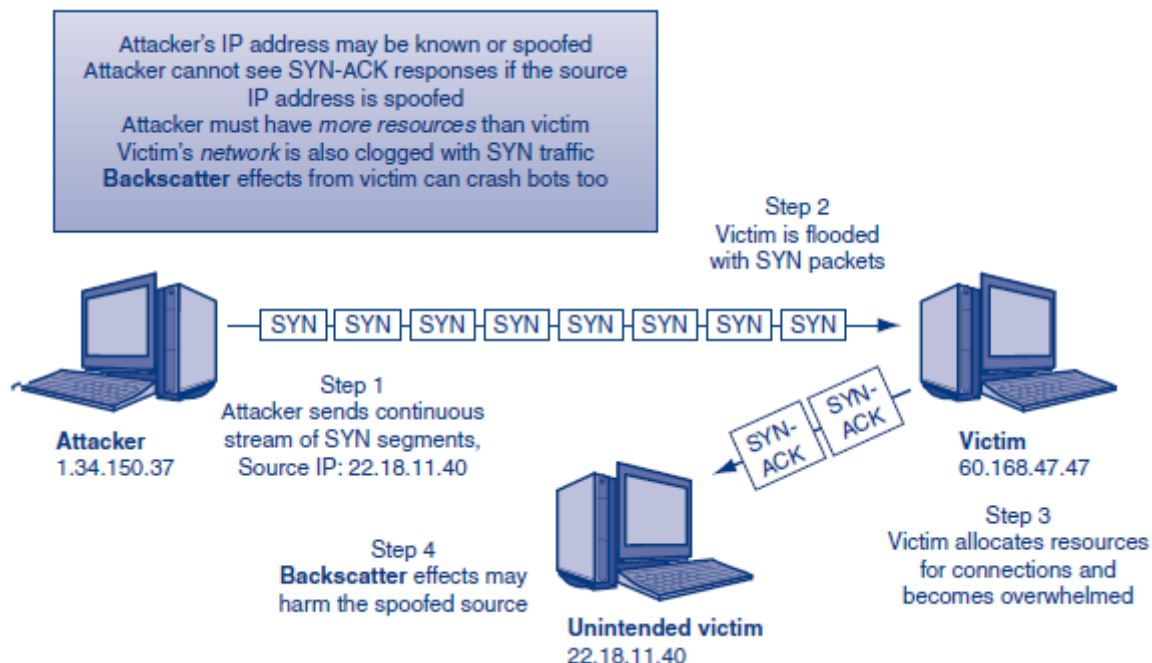 Attacker's IP address may be known or spoofed
Attacker cannot see SYN-ACK responses if the source
IP address is spoofed
Attacker must have more resources than victim
Victim's network is also clogged with SYN traffic
Backscatter effects from victim can crash bots too
Step 2
Victim is flooded
with SYN packets
SYN SYN SYN SYN SYN SYN SYN SYN
Step 1
Attacker sends continuous
stream of SYN segments,
Source IP: 22.18.11.40
Attacker
1.34.150.37
SYN-
ACK
SYN-
ACK
Victim
60.168.47.47
Step 3
Victim allocates resources
for connections and
becomes overwhelmed
Step 4
Backscatter effects may
harm the spoofed source
Unintended victim
22.18.11.40